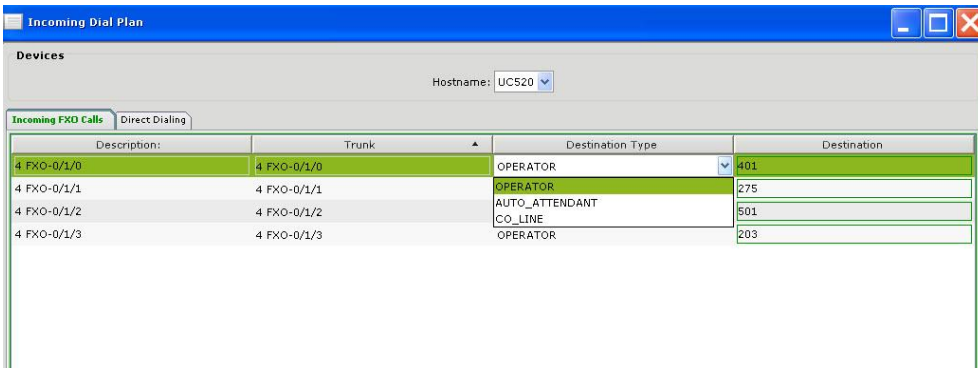 Incoming Dial Plan
Devices
Hostname: UC520
Incoming FXO Calls Direct Dialing
Description: Trunk Destination Type Destination
4 FXO-0/1/0 4 FXO-0/1/0 OPERATOR 401
4 FXO-0/1/1 4 FXO-0/1/1 OPERATOR 275
4 FXO-0/1/2 4 FXO-0/1/2 AUTO_ATTENDANT 501
CO_LINE
4 FXO-0/1/3 4 FXO-0/1/3 OPERATOR 203